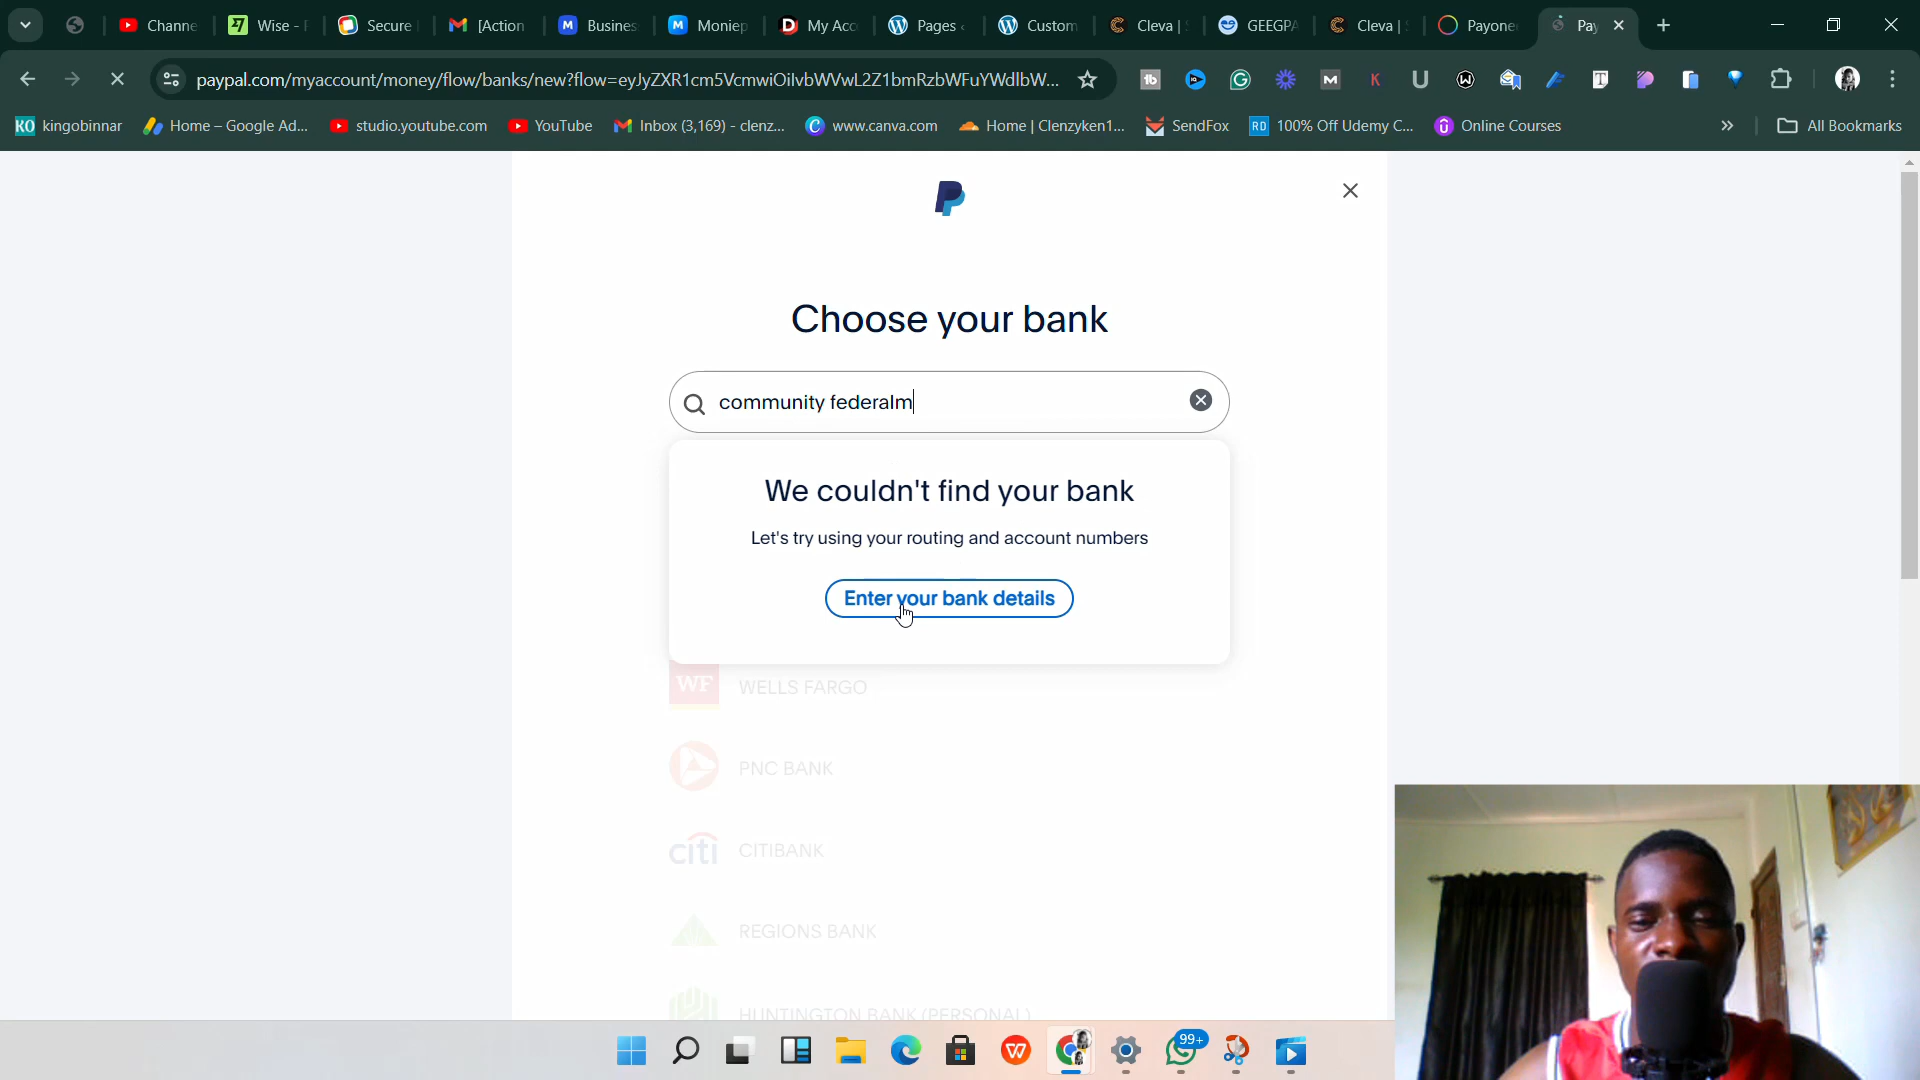 Channe
Wise - F
Secure
[Action
Busines
Moniep
My Acc
Pages ‹
Custom
Cleva |
GEEGPA
Cleva |
Payone
Pay
paypal.com/myaccount/money/flow/banks/new?flow=eyJyZXR1cm5VcmwiOiIvbWVwL2Z1bmRzbWFuYWdlbW...
KO kingobinnar
Home – Google Ad...
studio.youtube.com
YouTube
Inbox (3,169) - clenz...
www.canva.com
Home | Clenzyken1...
SendFox
RD 100% Off Udemy C...
Online Courses
»
All Bookmarks
Choose your bank
community federalm
We couldn't find your bank
Let's try using your routing and account numbers
Enter your bank details
WF WELLS FARGO
PNC BANK
citi CITIBANK
REGIONS BANK
HUNTINGTON BANK (PERSONAL)
99+